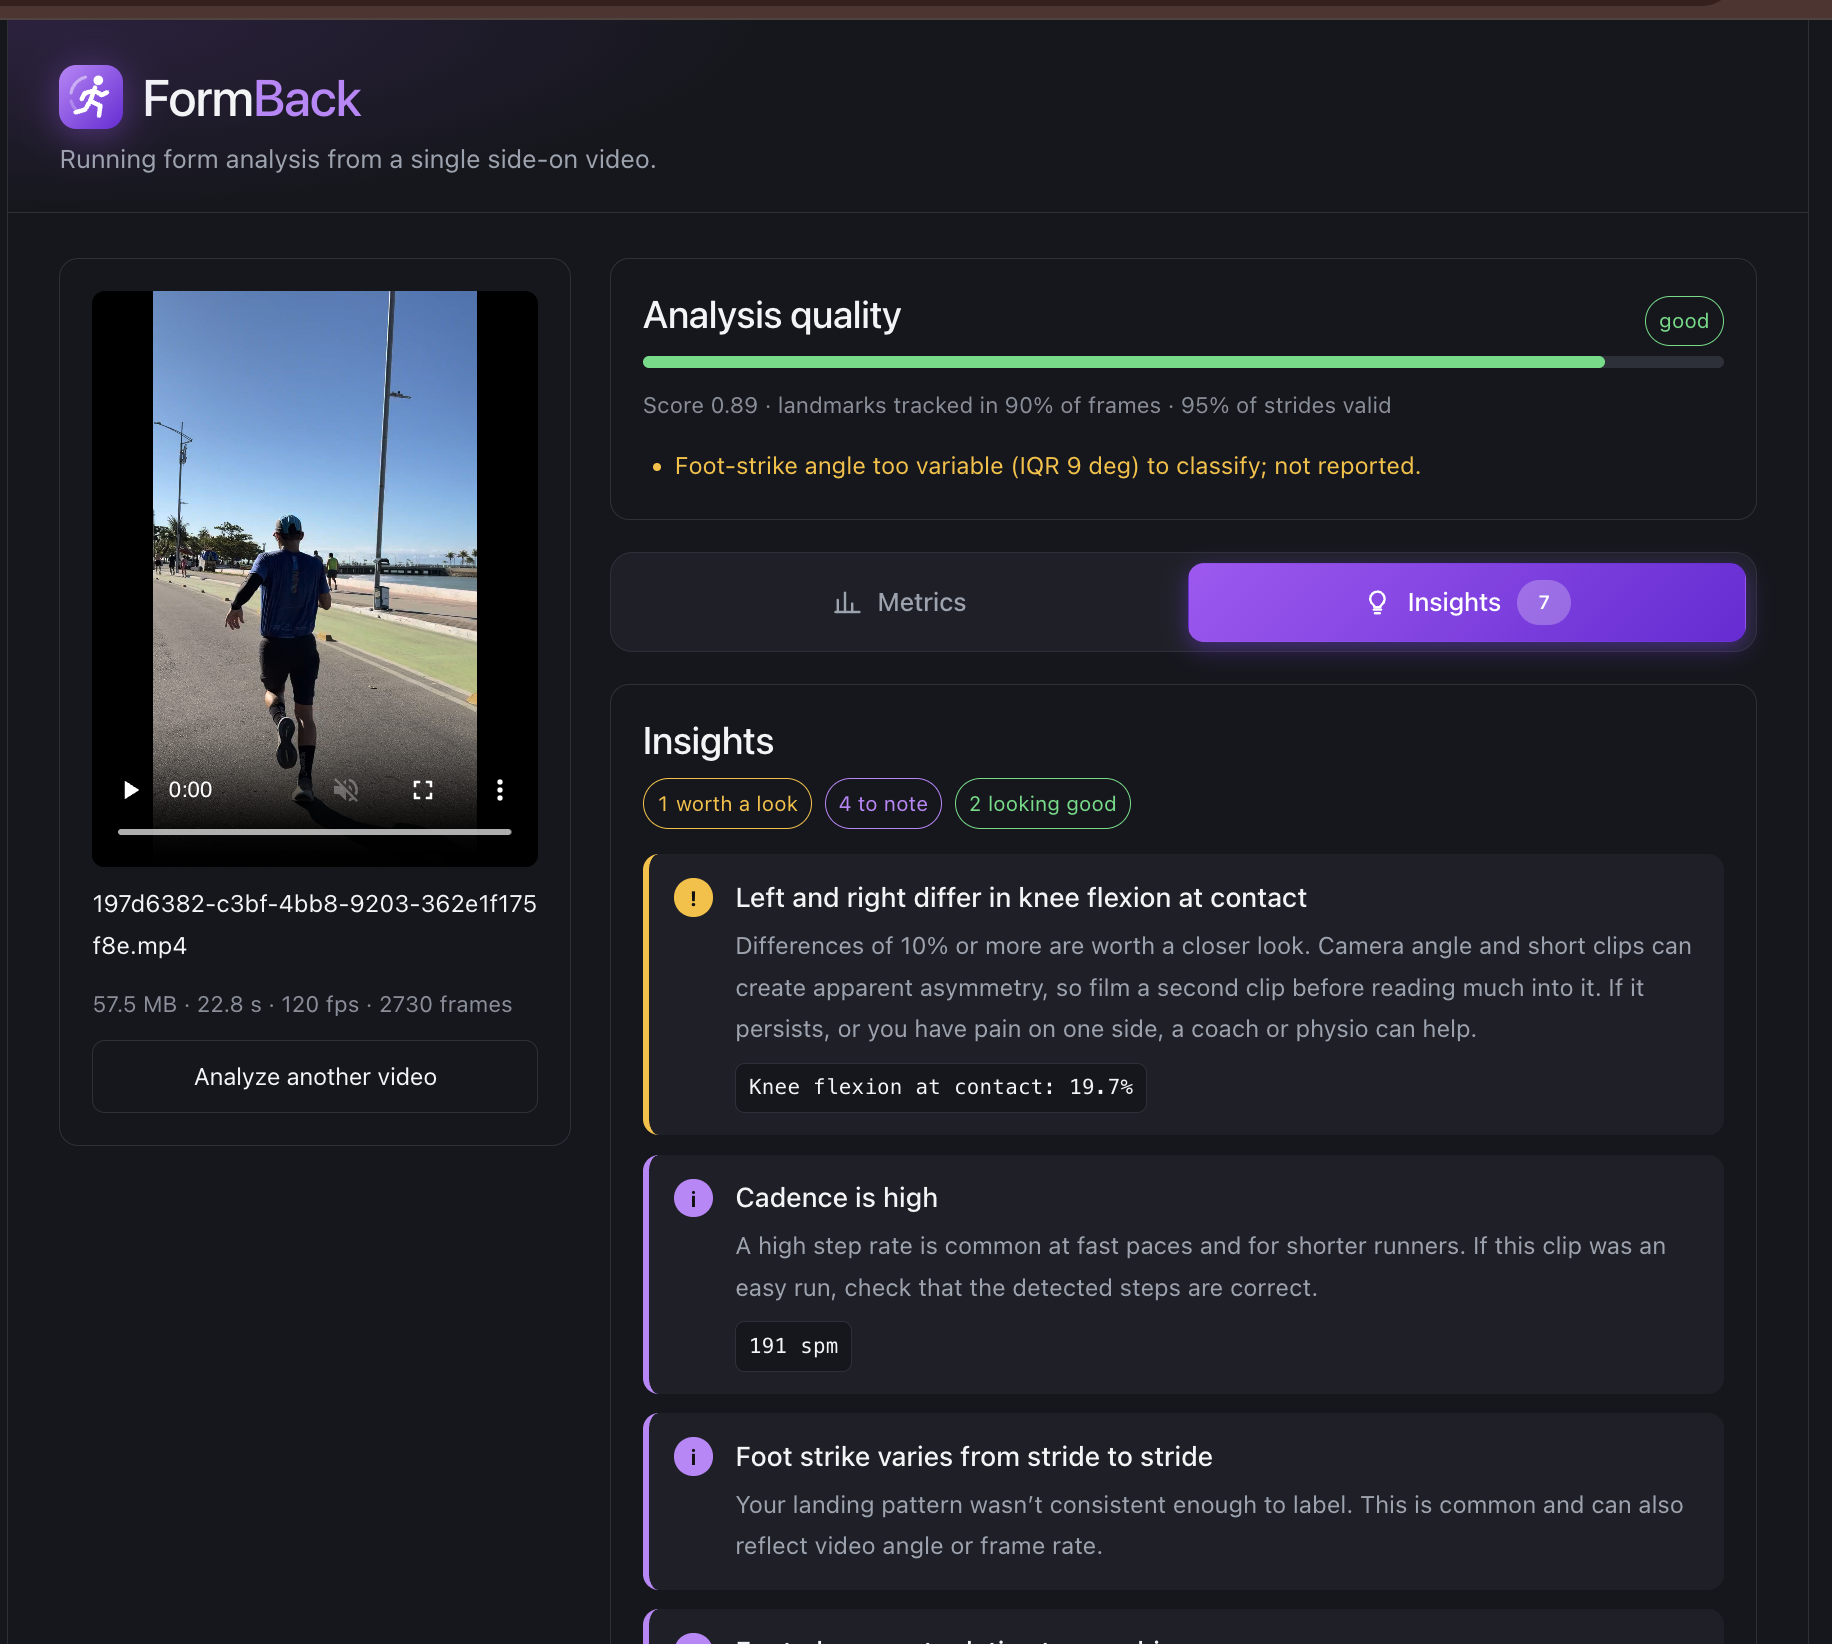 FormBack
Running form analysis from a single side-on video.
0:00
197d6382-c3bf-4bb8-9203-362e1f175
f8e.mp4
57.5 MB · 22.8 s · 120 fps · 2730 frames
Analyze another video
Analysis quality
good
Score 0.89 · landmarks tracked in 90% of frames · 95% of strides valid
• Foot-strike angle too variable (IQR 9 deg) to classify; not reported.
Metrics
Insights 7
Insights
1 worth a look
4 to note
2 looking good
! Left and right differ in knee flexion at contact
Differences of 10% or more are worth a closer look. Camera angle and short clips can
create apparent asymmetry, so film a second clip before reading much into it. If it
persists, or you have pain on one side, a coach or physio can help.
Knee flexion at contact: 19.7%
i Cadence is high
A high step rate is common at fast paces and for shorter runners. If this clip was an
easy run, check that the detected steps are correct.
191 spm
i Foot strike varies from stride to stride
Your landing pattern wasn’t consistent enough to label. This is common and can also
reflect video angle or frame rate.